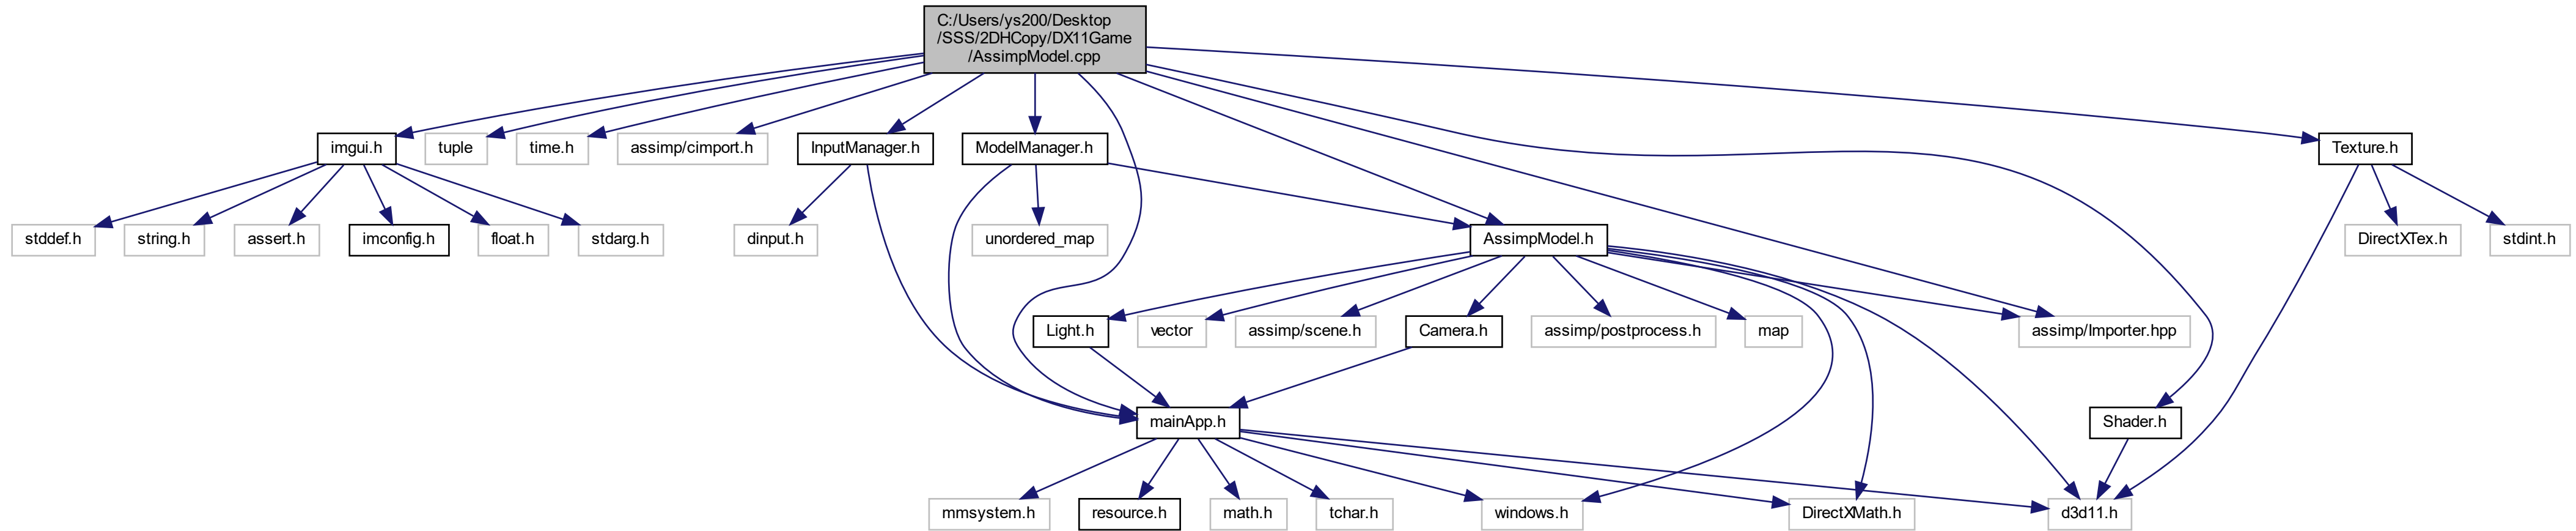 C:/Users/ys200/Desktop
/SSS/2DHCopy/DX11Game
/AssimpModel.cpp
imgui.h
tuple
time.h
assimp/cimport.h
InputManager.h
ModelManager.h
Texture.h
stddef.h
string.h
assert.h
imconfig.h
float.h
stdarg.h
dinput.h
unordered_map
AssimpModel.h
DirectXTex.h
stdint.h
Light.h
vector
assimp/scene.h
Camera.h
assimp/postprocess.h
map
assimp/Importer.hpp
mainApp.h
Shader.h
mmsystem.h
resource.h
math.h
tchar.h
windows.h
DirectXMath.h
d3d11.h